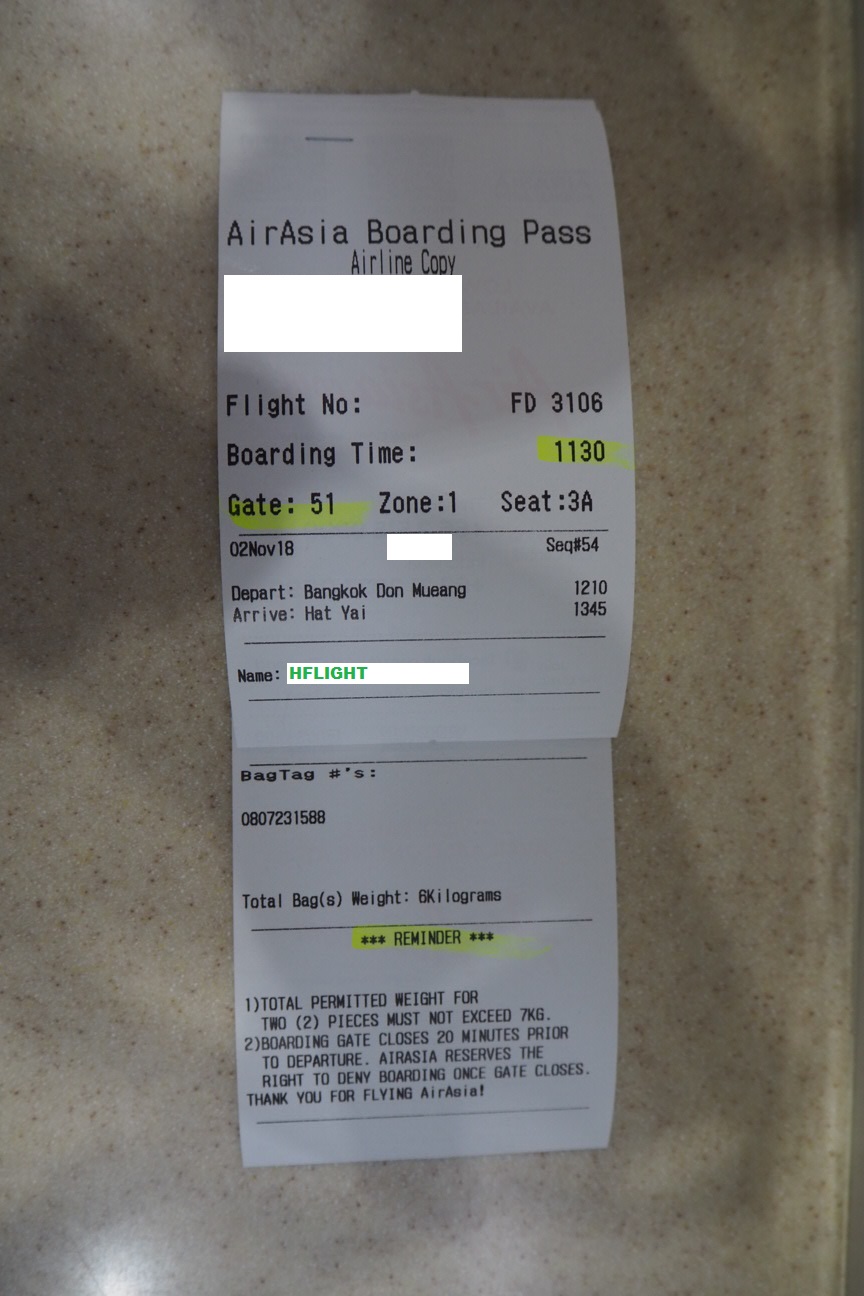 AirAsia Boarding Pass
Airline Copy
Flight No: FD 3106
Boarding Time: 1130
Gate: 51 Zone:1 Seat:3A
02Nov18 Seq#54
Depart: Bangkok Don Mueang 1210
Arrive: Hat Yai 1345
Name: HFLIGHT
BagTag #'s:
0807231588
Total Bag(s) Weight: 6Kilograms
*** REMINDER ***
1)TOTAL PERMITTED WEIGHT FOR
TWO (2) PIECES MUST NOT EXCEED 7KG.
2)BOARDING GATE CLOSES 20 MINUTES PRIOR
TO DEPARTURE. AIRASIA RESERVES THE
RIGHT TO DENY BOARDING ONCE GATE CLOSES.
THANK YOU FOR FLYING AirAsia!